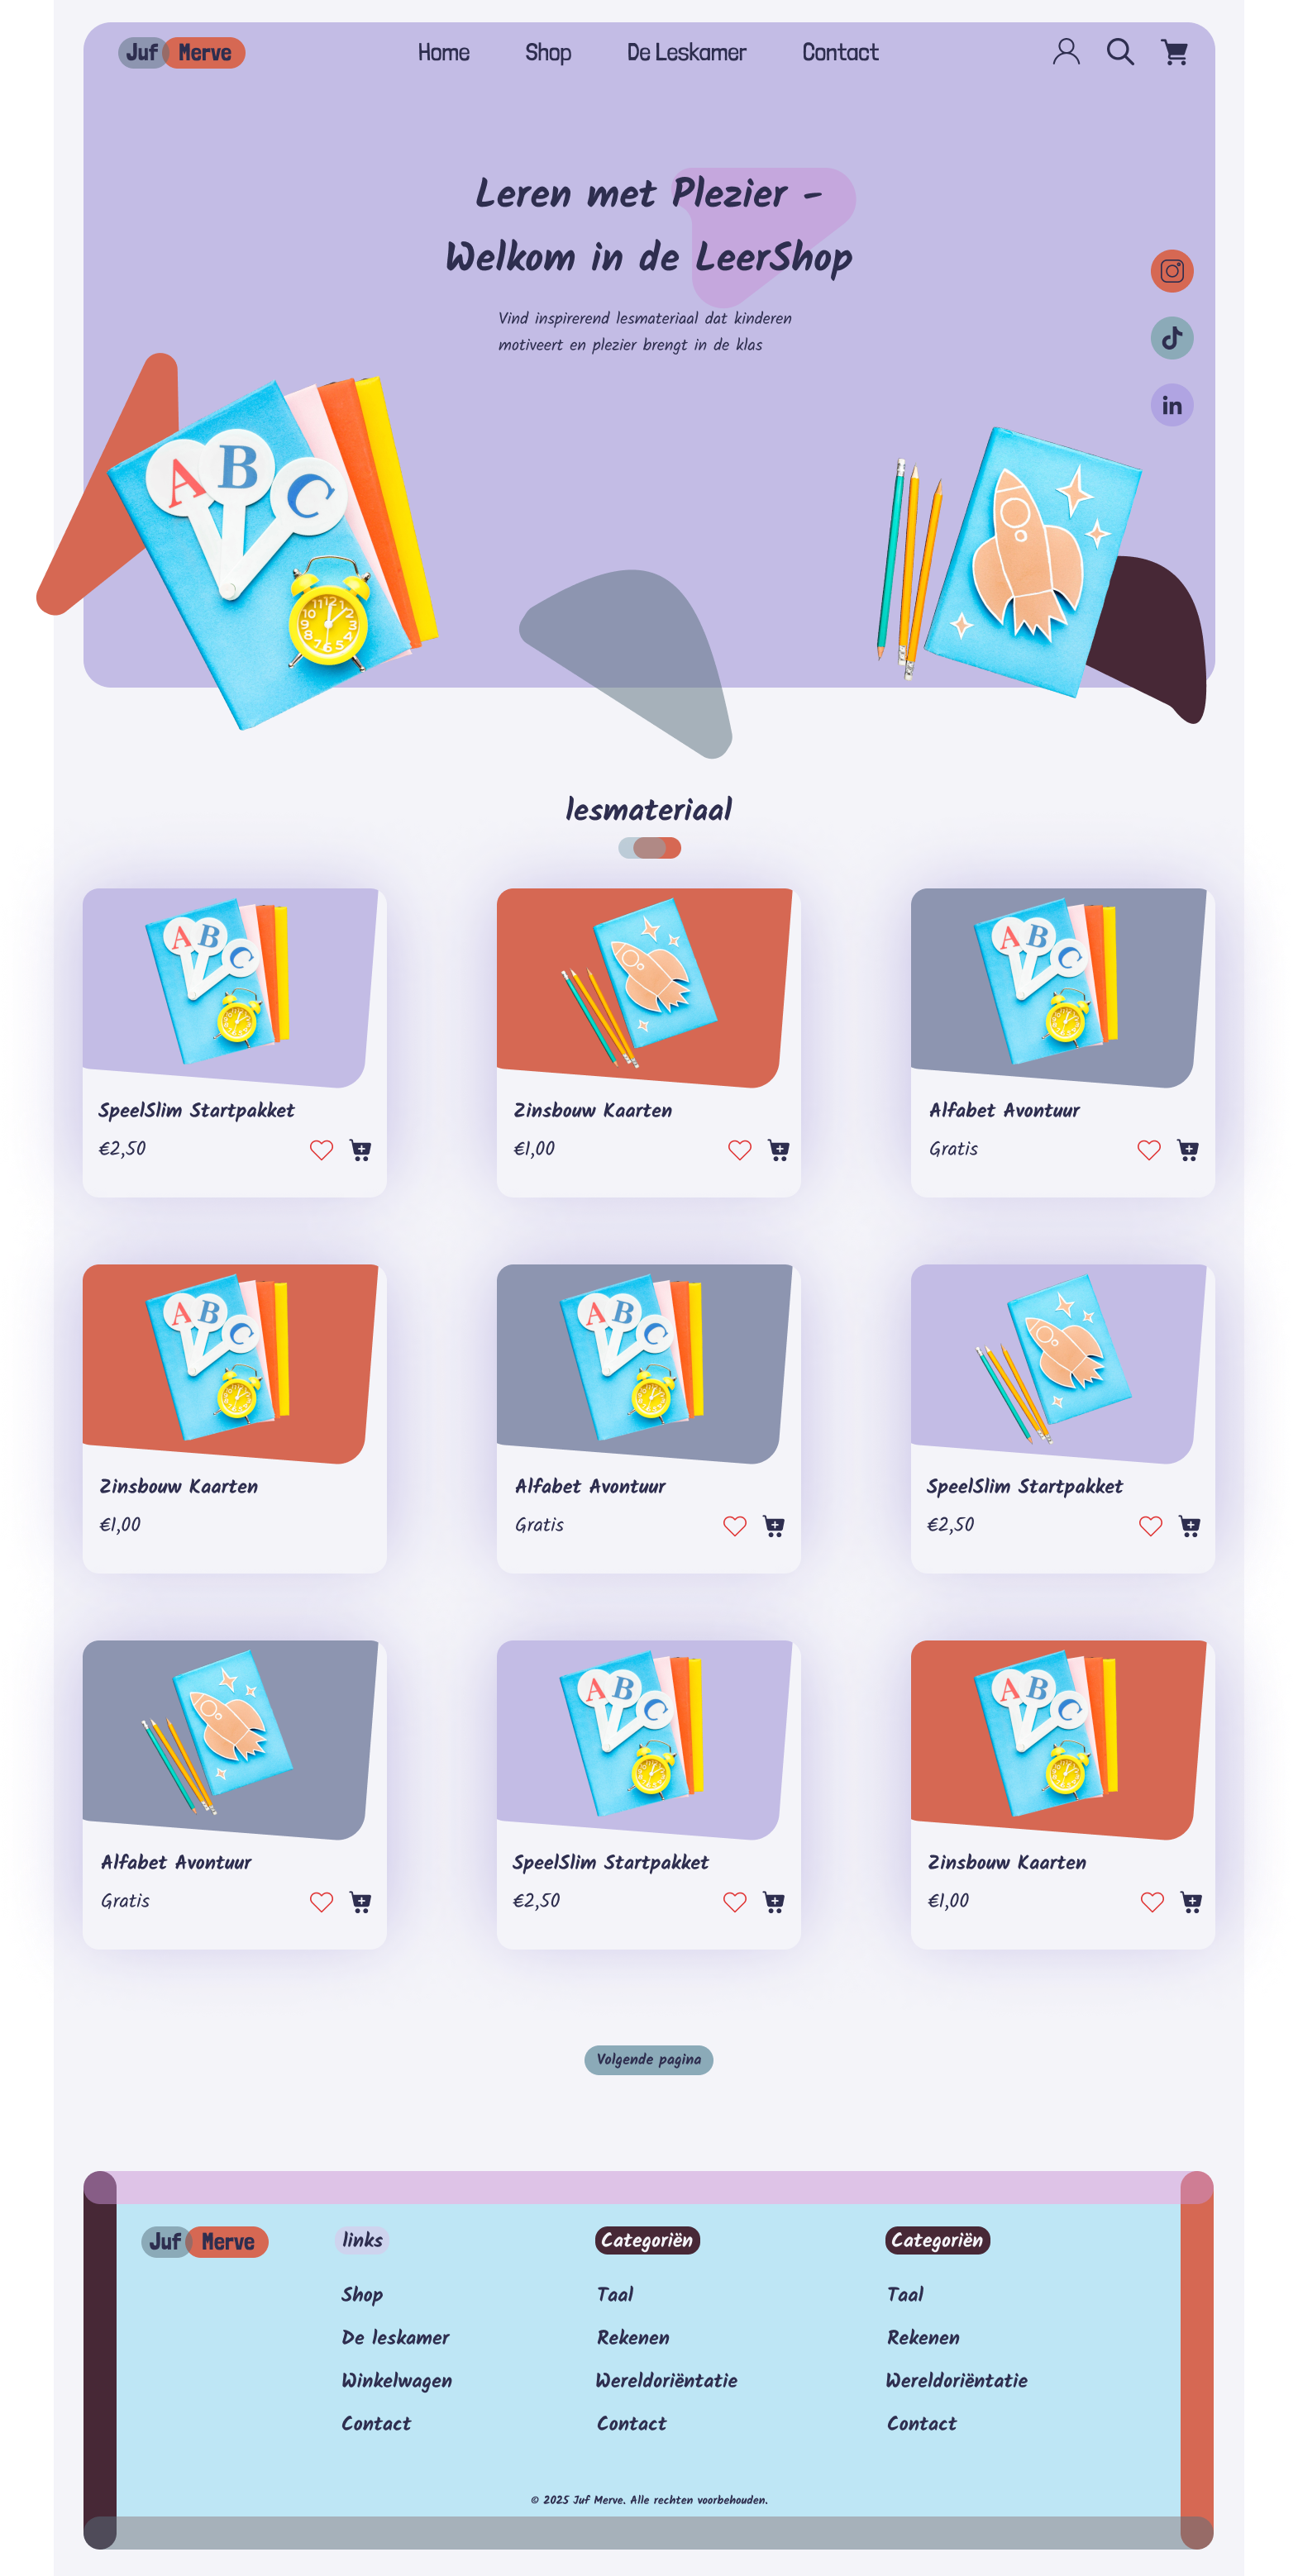 Juf Merve
Home Shop De Leskamer Contact
Leren met Plezier -
Welkom in de LeerShop
Vind inspirerend lesmateriaal dat kinderen
motiveert en plezier brengt in de klas
A B C
lesmateriaal
A B C
A B C
SpeelSlim Startpakket
€2,50
Zinsbouw Kaarten
€1,00
Alfabet Avontuur
Gratis
A B C
A B C
Zinsbouw Kaarten
€1,00
Alfabet Avontuur
Gratis
SpeelSlim Startpakket
€2,50
A B C
A B C
Alfabet Avontuur
Gratis
SpeelSlim Startpakket
€2,50
Zinsbouw Kaarten
€1,00
Volgende pagina
Juf Merve
links
Shop
De leskamer
Winkelwagen
Contact
Categoriën
Taal
Rekenen
Wereldoriëntatie
Contact
Categoriën
Taal
Rekenen
Wereldoriëntatie
Contact
© 2025 Juf Merve. Alle rechten voorbehouden.